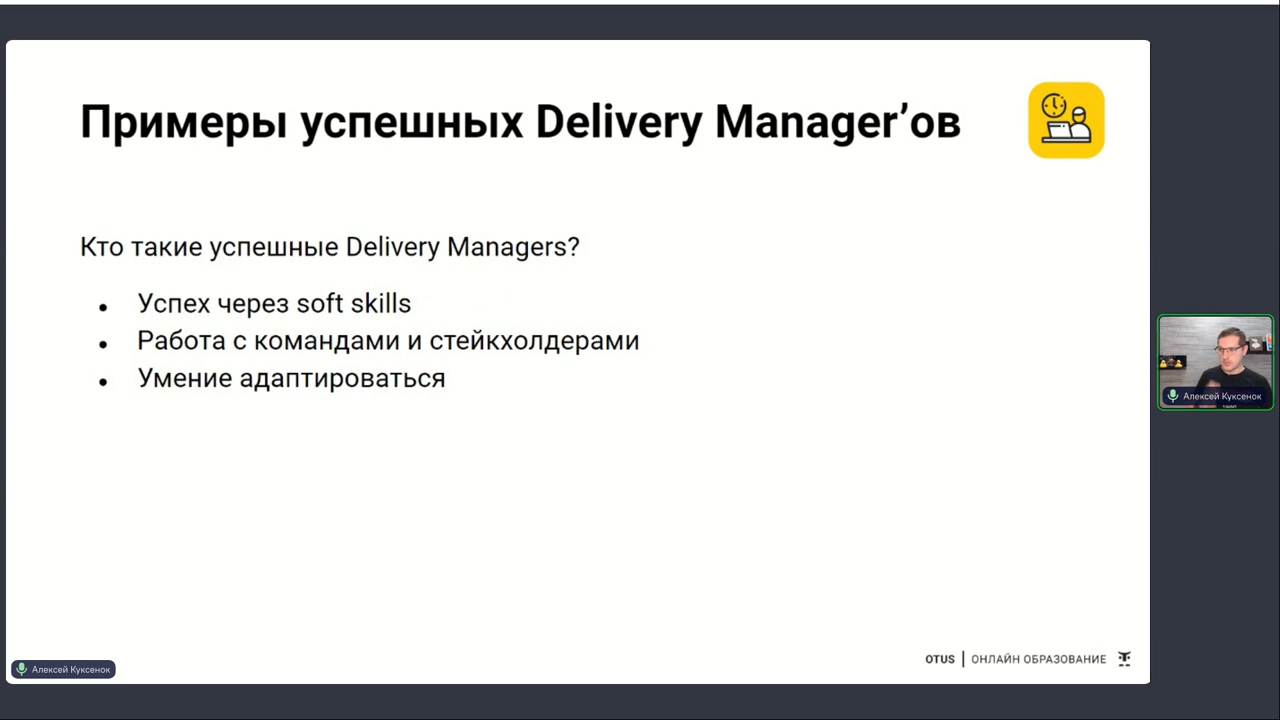 Примеры успешных Delivery Manager’ов
Кто такие успешные Delivery Managers?
• Успех через soft skills
• Работа с командами и стейкхолдерами
• Умение адаптироваться
Алексей Куксенок
Алексей Куксенок
OTUS | ОНЛАЙН ОБРАЗОВАНИЕ